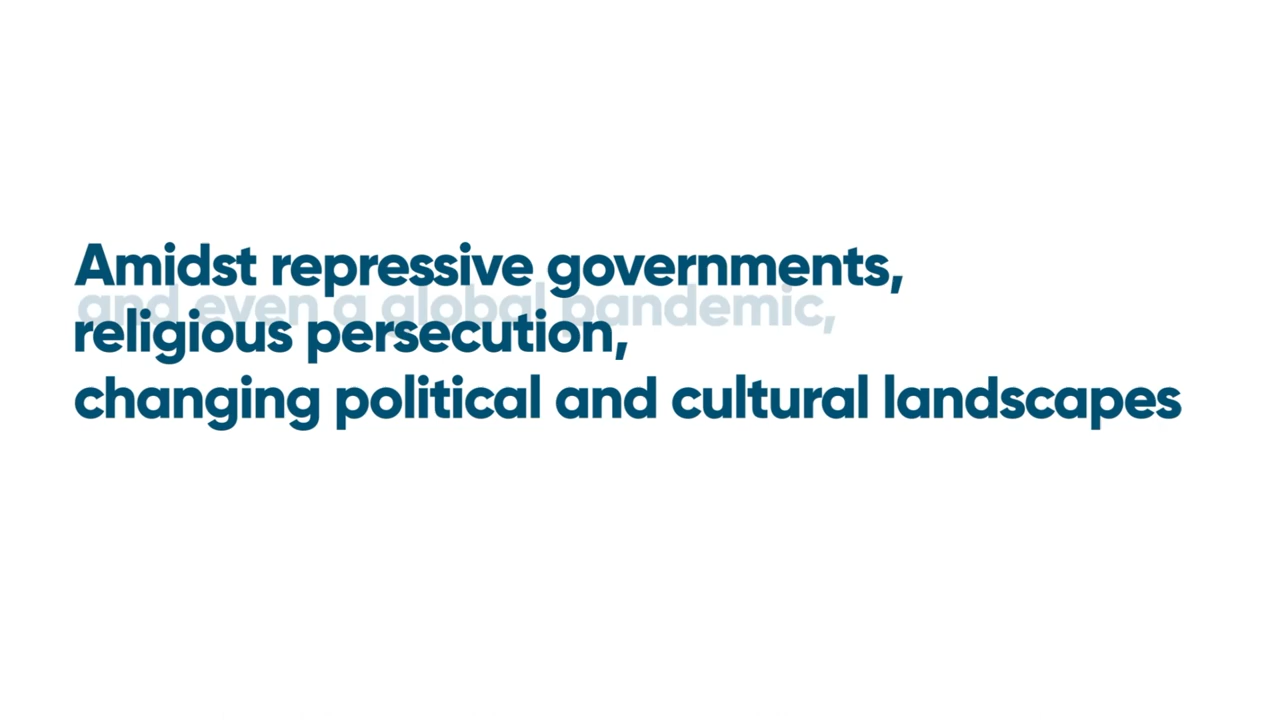 Amidst repressive governments,
and even a global pandemic,
religious persecution,
changing political and cultural landscapes